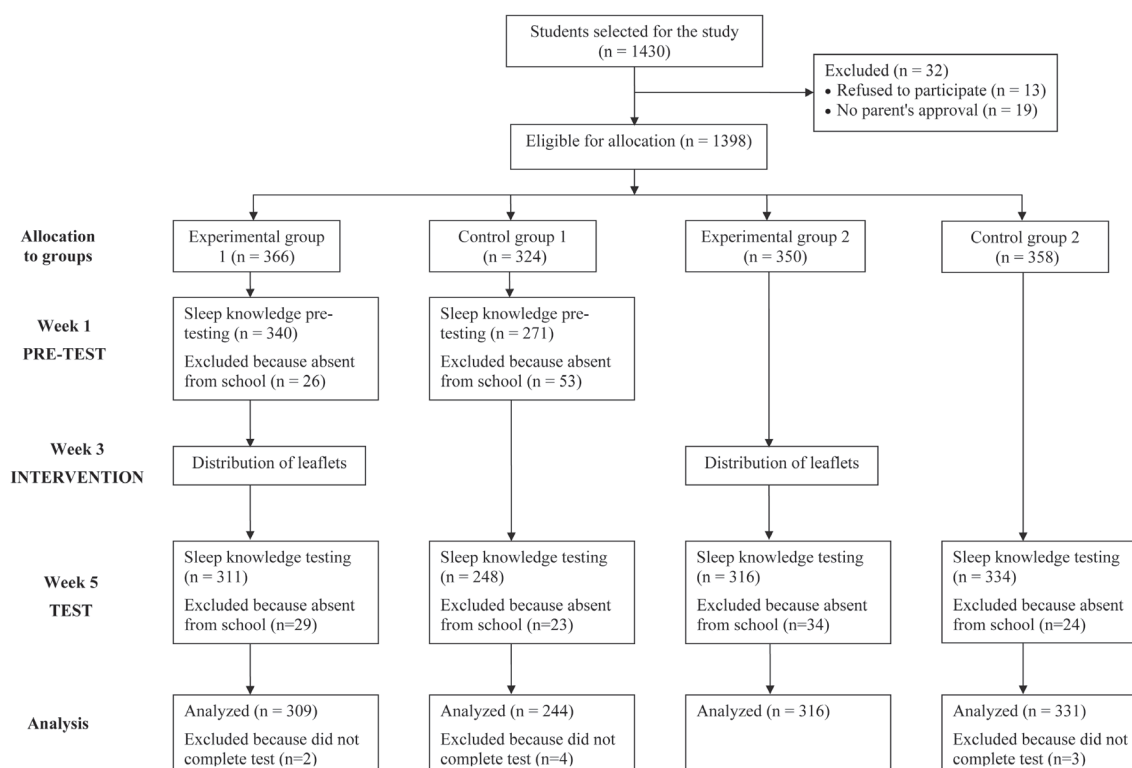 Students selected for the study
(n = 1430)
Excluded (n = 32)
• Refused to participate (n = 13)
• No parent's approval (n = 19)
Eligible for allocation (n = 1398)
Allocation
to groups
Experimental group
1 (n = 366)
Control group 1
(n = 324)
Experimental group 2
(n = 350)
Control group 2
(n = 358)
Week 1
PRE-TEST
Sleep knowledge pre-
testing (n = 340)
Excluded because absent
from school (n = 26)
Sleep knowledge pre-
testing (n = 271)
Excluded because absent
from school (n = 53)
Week 3
INTERVENTION
Distribution of leaflets
Distribution of leaflets
Week 5
TEST
Sleep knowledge testing
(n = 311)
Excluded because absent
from school (n=29)
Sleep knowledge testing
(n = 248)
Excluded because absent
from school (n=23)
Sleep knowledge testing
(n = 316)
Excluded because absent
from school (n=34)
Sleep knowledge testing
(n = 334)
Excluded because absent
from school (n=24)
Analysis
Analyzed (n = 309)
Excluded because did not
complete test (n=2)
Analyzed (n = 244)
Excluded because did not
complete test (n=4)
Analyzed (n = 316)
Analyzed (n = 331)
Excluded because did not
complete test (n=3)